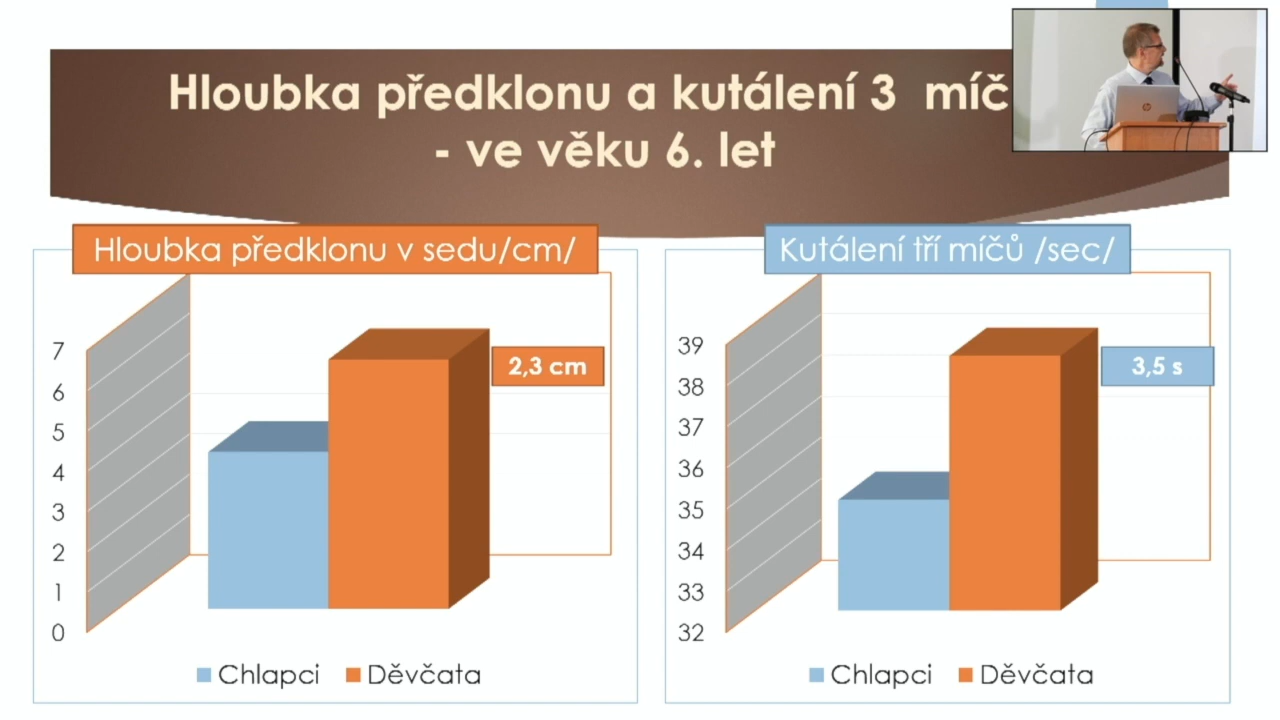 Hloubka předklonu a kutálení 3 míč
- ve věku 6. let
Hloubka předklonu v sedu/cm/
7
6
5
4
3
2
1
0
2,3 cm
Chlapci
Děvčata
Kutálení tří míčů /sec/
39
38
37
36
35
34
33
32
3,5 s
Chlapci
Děvčata
hp